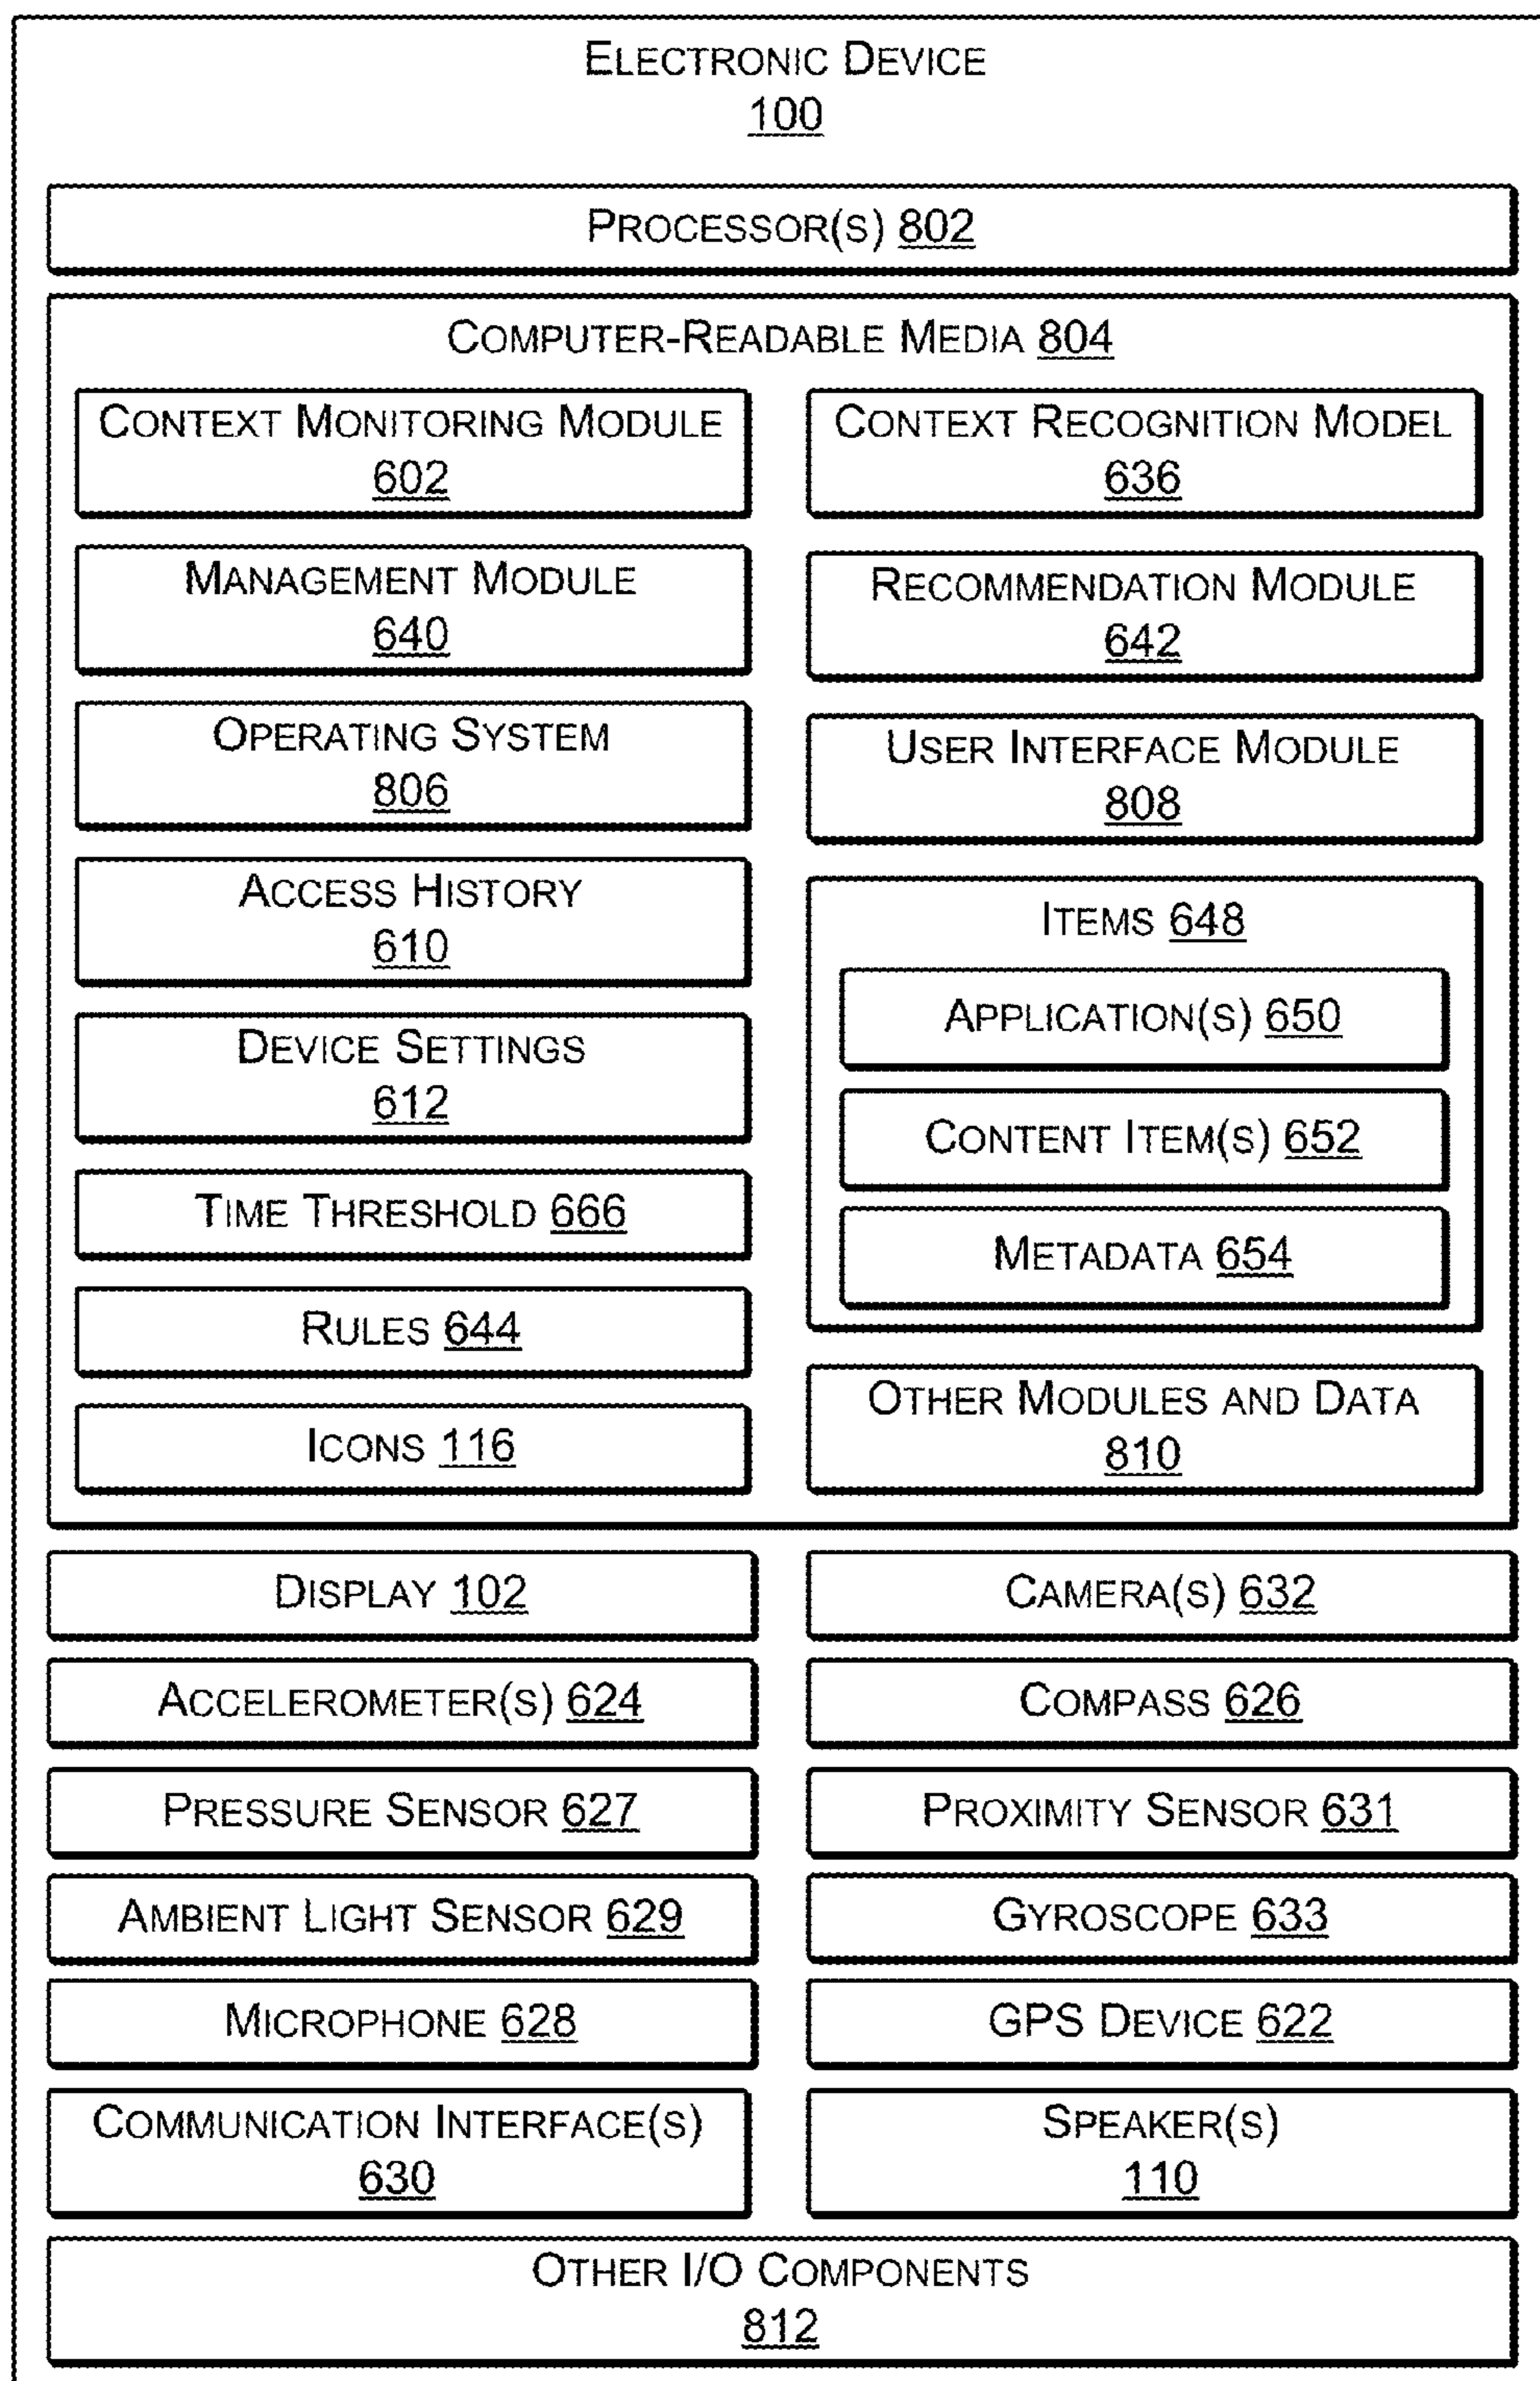 ELECTRONIC DEVICE
100
PROCESSOR(S) 802
COMPUTER-READABLE MEDIA 804
CONTEXT MONITORING MODULE
602
MANAGEMENT MODULE
640
OPERATING SYSTEM
806
ACCESS HISTORY
610
DEVICE SETTINGS
612
TIME THRESHOLD 666
RULES 644
ICONS 116
CONTEXT RECOGNITION MODEL
636
RECOMMENDATION MODULE
642
USER INTERFACE MODULE
808
ITEMS 648
APPLICATION(S) 650
CONTENT ITEM(S) 652
METADATA 654
OTHER MODULES AND DATA
810
DISPLAY 102
CAMERA(S) 632
ACCELEROMETER(S) 624
COMPASS 626
PRESSURE SENSOR 627
PROXIMITY SENSOR 631
AMBIENT LIGHT SENSOR 629
GYROSCOPE 633
MICROPHONE 628
GPS DEVICE 622
COMMUNICATION INTERFACE(S)
630
SPEAKER(S)
110
OTHER I/O COMPONENTS
812